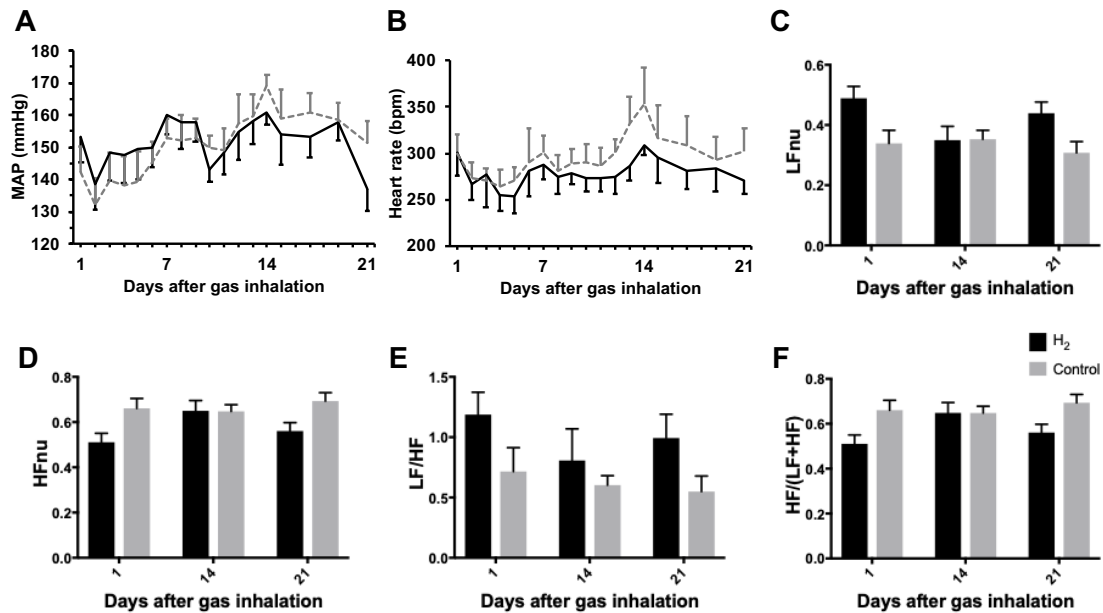 A
MAP (mmHg)
180
170
160
150
140
130
120
1
7
14
21
Days after gas inhalation
B
Heart rate (bpm)
400
350
300
250
200
1
7
14
21
Days after gas inhalation
C
LFnu
0.6
0.4
0.2
0.0
1
14
21
Days after gas inhalation
D
HFnu
0.8
0.6
0.4
0.2
0.0
1
14
21
Days after gas inhalation
E
LF/HF
1.5
1.0
0.5
0.0
1
14
21
Days after gas inhalation
F
H2
Control
HF/(LF+HF)
0.8
0.6
0.4
0.2
0.0
1
14
21
Days after gas inhalation